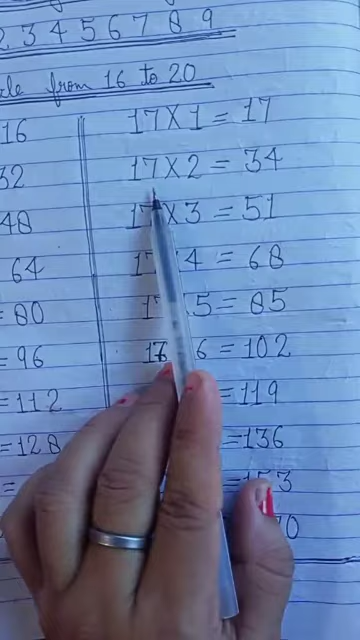 2 3 4 5 6 7 8 9
from 16 to 20
16
32
48
64
= 80
= 96
= 112
= 128
=
17 X 1 = 17
17 X 2 = 34
17 X 3 = 51
4 = 68
5 = 85
6 = 102
= 119
= 136